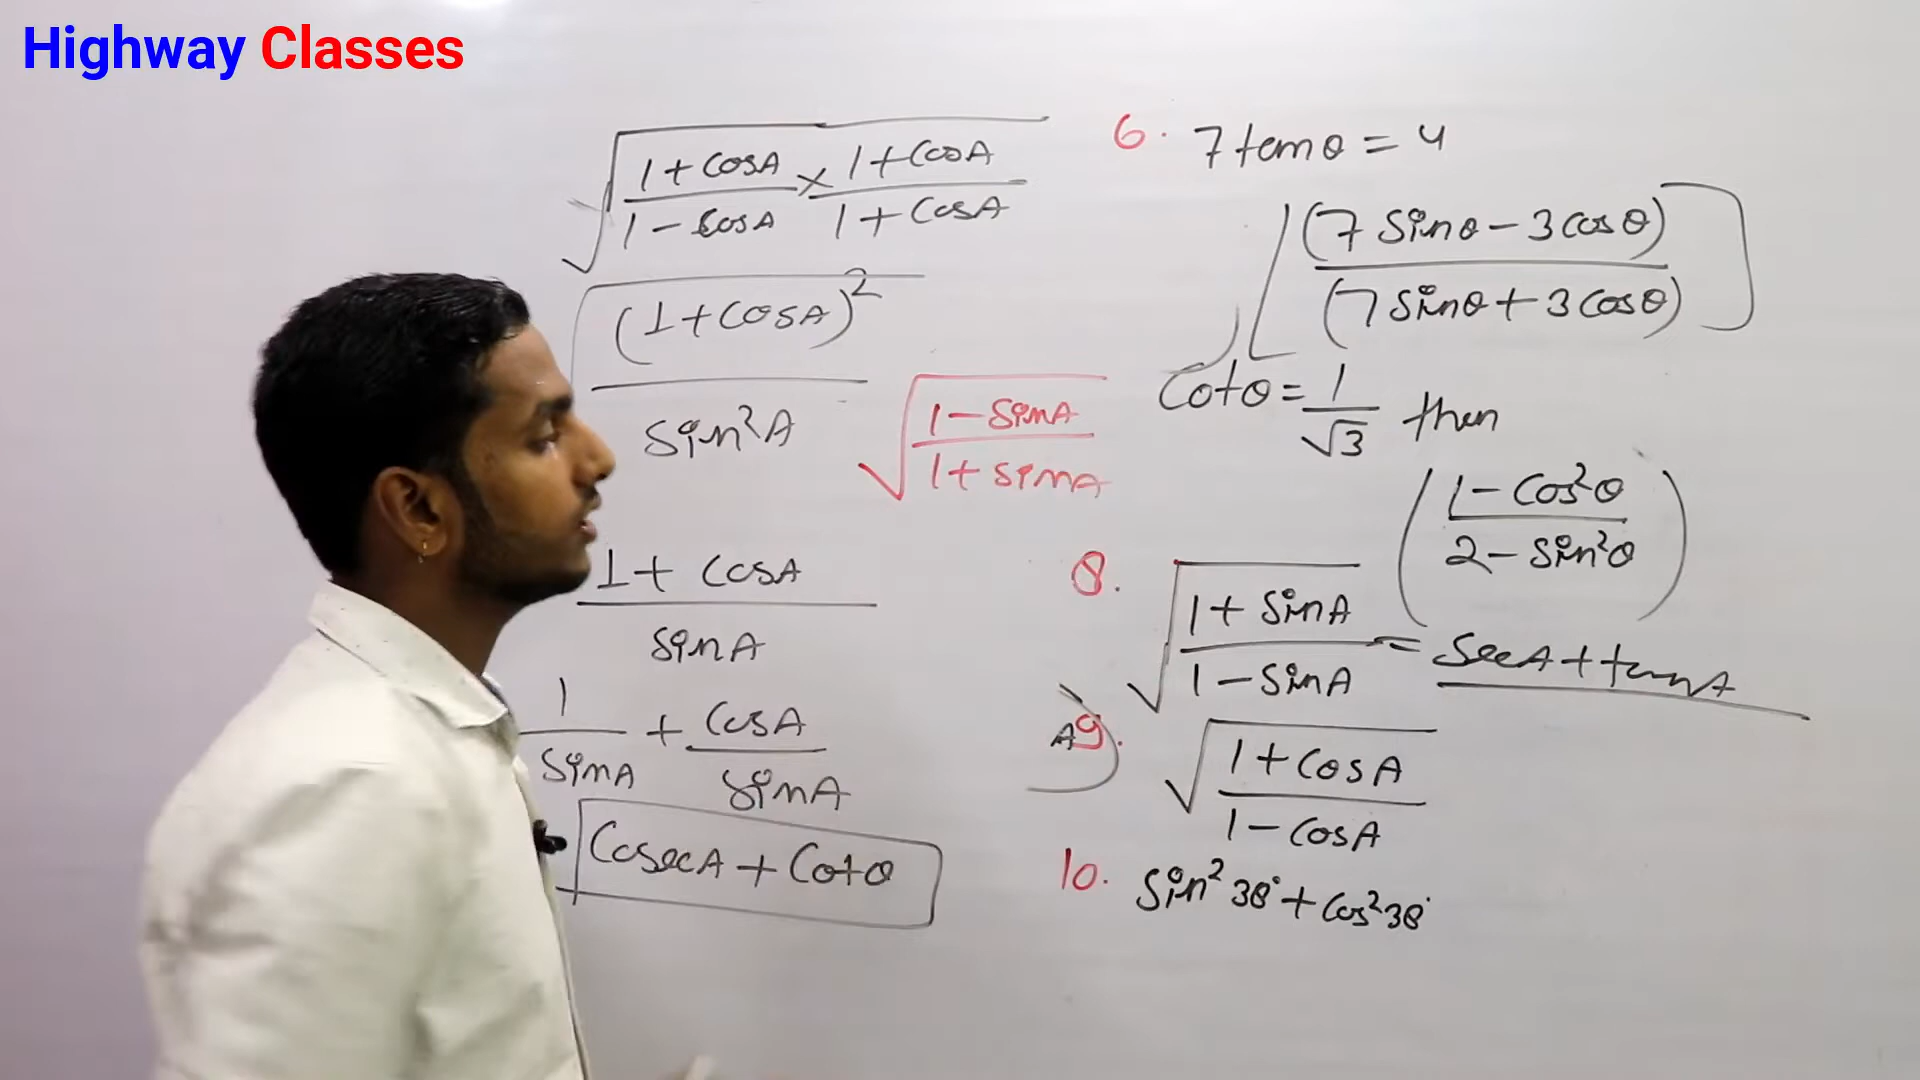 Highway Classes
√((1+cosA)/(1-cosA) × (1+cosA)/(1+cosA))
√((1+cosA)²/sin²A)
√((1-sinA)/(1+sinA))
(1+cosA)/sinA
1/sinA + cosA/sinA
CosecA + Cotθ
6. 7tanθ = 4
[(7sinθ-3cosθ)/(7sinθ+3cosθ)]
Cotθ = 1/√3 then
((1-cos²θ)/(2-sin²θ))
8. √((1+sinA)/(1-sinA)) = SecA+tanA
9. √((1+cosA)/(1-cosA))
10. Sin²38°+cos²38°